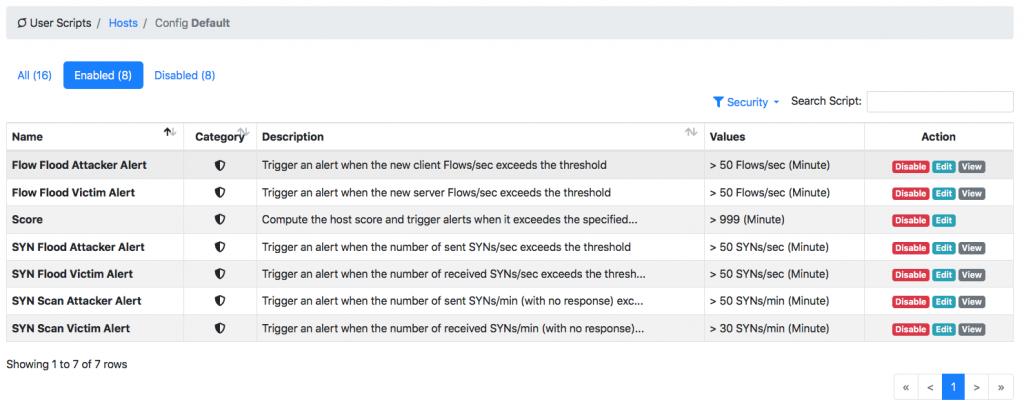 User Scripts / Hosts / Config Default
All (16) Enabled (8) Disabled (8)
Security Search Script:
Name Category Description Values Action
Flow Flood Attacker Alert Trigger an alert when the new client Flows/sec exceeds the threshold > 50 Flows/sec (Minute) Disable Edit View
Flow Flood Victim Alert Trigger an alert when the new server Flows/sec exceeds the threshold > 50 Flows/sec (Minute) Disable Edit View
Score Compute the host score and trigger alerts when it exceedes the specified... > 999 (Minute) Disable Edit
SYN Flood Attacker Alert Trigger an alert when the number of sent SYNs/sec exceeds the threshold > 50 SYNs/sec (Minute) Disable Edit View
SYN Flood Victim Alert Trigger an alert when the number of received SYNs/sec exceeds the thresh... > 50 SYNs/sec (Minute) Disable Edit View
SYN Scan Attacker Alert Trigger an alert when the number of sent SYNs/min (with no response) exc... > 50 SYNs/min (Minute) Disable Edit View
SYN Scan Victim Alert Trigger an alert when the number of received SYNs/min (with no response)... > 30 SYNs/min (Minute) Disable Edit View
Showing 1 to 7 of 7 rows
« < 1 > »